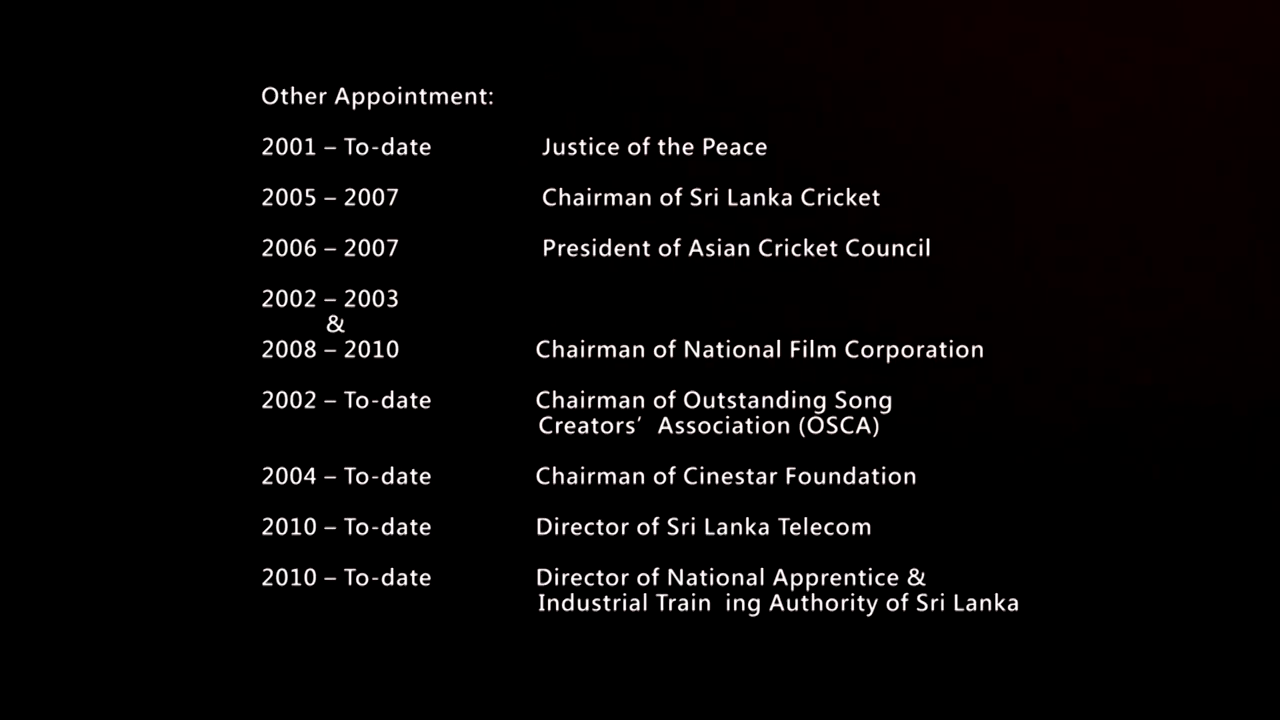 Other Appointment:
2001 – To-date Justice of the Peace
2005 – 2007 Chairman of Sri Lanka Cricket
2006 – 2007 President of Asian Cricket Council
2002 – 2003
&
2008 – 2010 Chairman of National Film Corporation
2002 – To-date Chairman of Outstanding Song
Creators’ Association (OSCA)
2004 – To-date Chairman of Cinestar Foundation
2010 – To-date Director of Sri Lanka Telecom
2010 – To-date Director of National Apprentice &
Industrial Train ing Authority of Sri Lanka